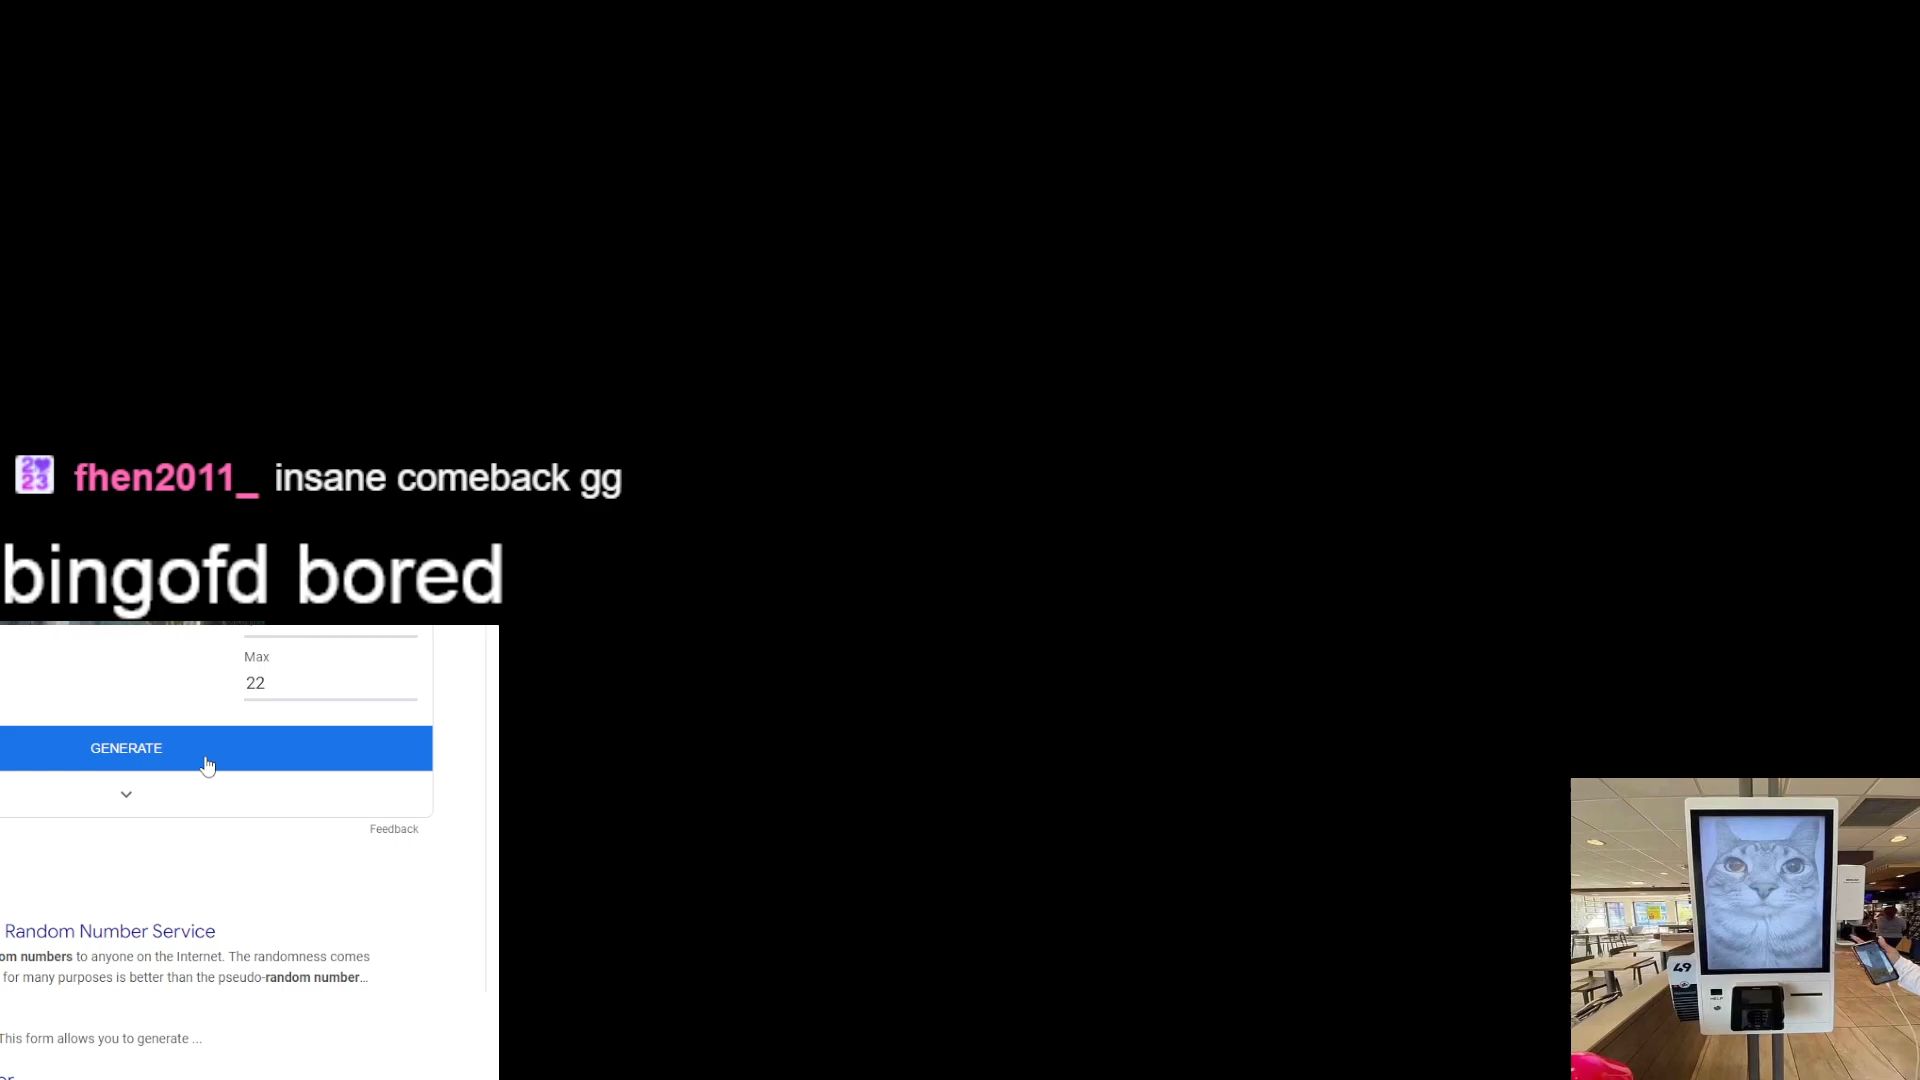 fhen2011_ insane comeback gg
bingofd bored
Max
22
GENERATE
Feedback
Random Number Service
om numbers to anyone on the Internet. The randomness comes
for many purposes is better than the pseudo-random number...
This form allows you to generate ...
49
HELP